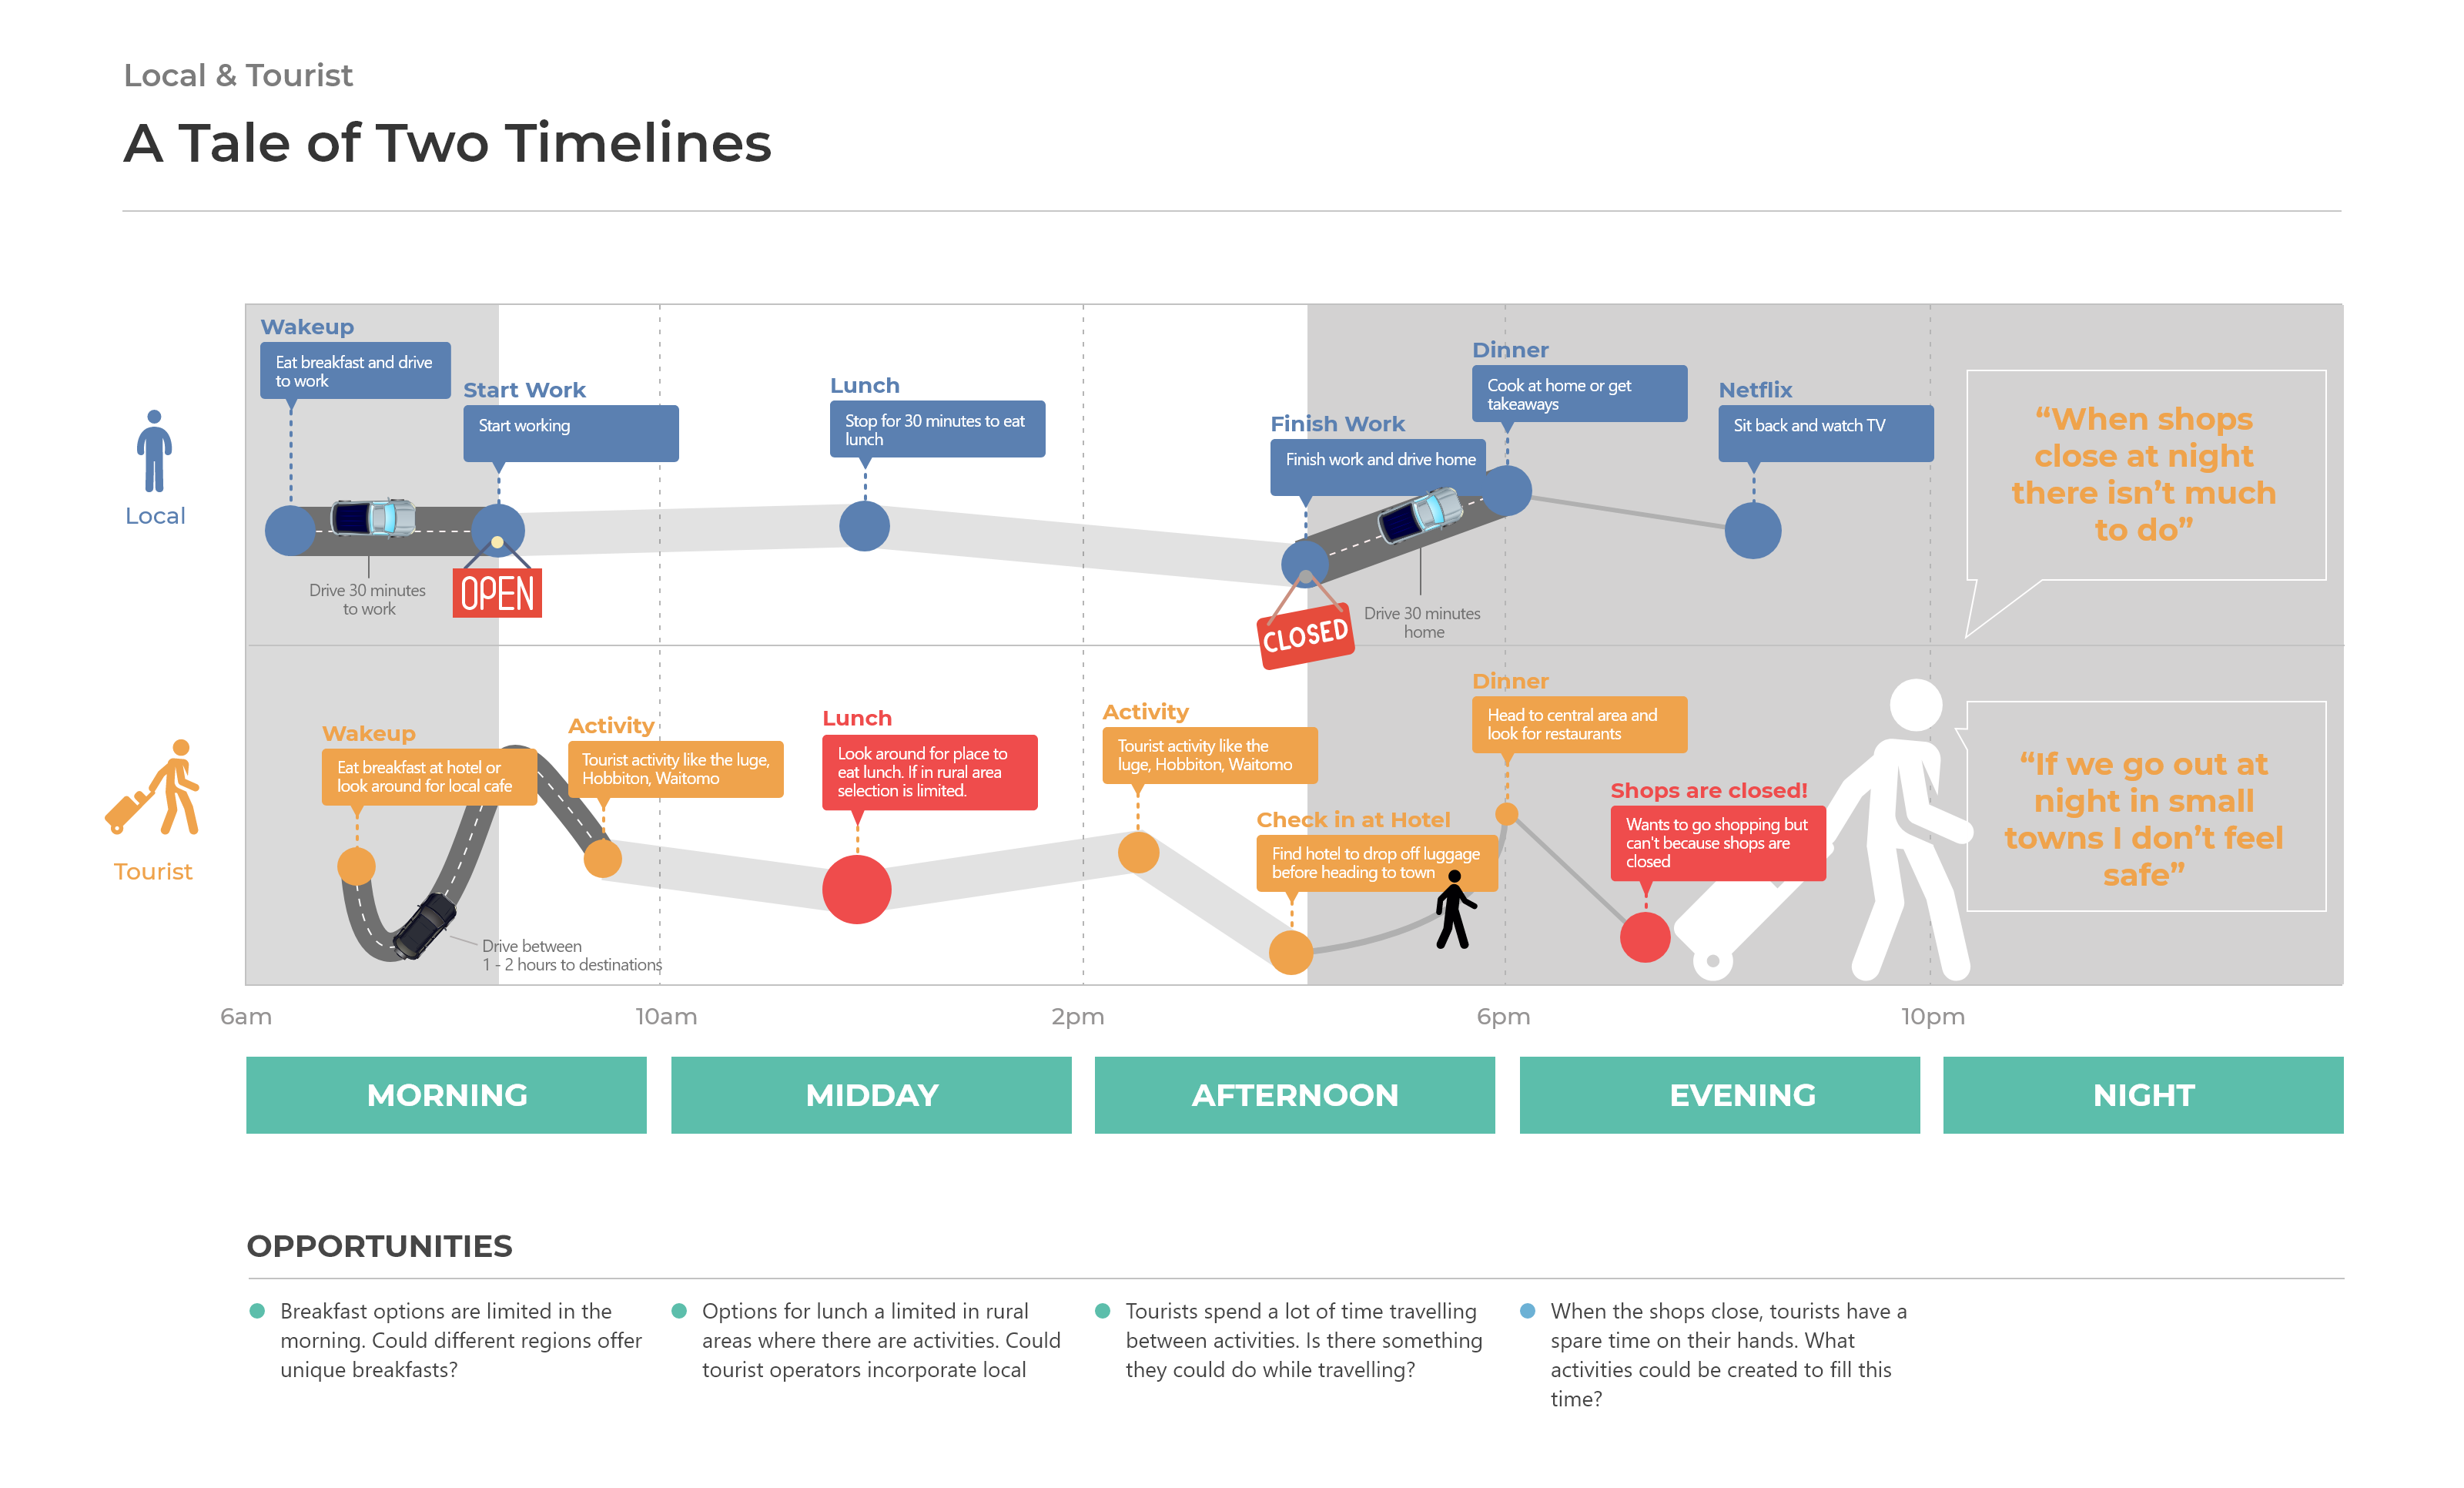 Local & Tourist
A Tale of Two Timelines
Wakeup
Eat breakfast and drive
to work
Start Work
Start working
Lunch
Stop for 30 minutes to eat
lunch
Finish Work
Finish work and drive home
Dinner
Cook at home or get
takeaways
Netflix
Sit back and watch TV
“When shops
close at night
there isn’t much
to do”
Local
Drive 30 minutes
to work
OPEN
CLOSED
Drive 30 minutes
home
Wakeup
Eat breakfast at hotel or
look around for local cafe
Activity
Tourist activity like the luge,
Hobbiton, Waitomo
Lunch
Look around for place to
eat lunch. If in rural area
selection is limited.
Activity
Tourist activity like the
luge, Hobbiton, Waitomo
Check in at Hotel
Find hotel to drop off luggage
before heading to town
Dinner
Head to central area and
look for restaurants
Shops are closed!
Wants to go shopping but
can't because shops are
closed
“If we go out at
night in small
towns I don’t feel
safe”
Tourist
Drive between
1 - 2 hours to destinations
6am
10am
2pm
6pm
10pm
MORNING
MIDDAY
AFTERNOON
EVENING
NIGHT
OPPORTUNITIES
Breakfast options are limited in the
morning. Could different regions offer
unique breakfasts?
Options for lunch a limited in rural
areas where there are activities. Could
tourist operators incorporate local
Tourists spend a lot of time travelling
between activities. Is there something
they could do while travelling?
When the shops close, tourists have a
spare time on their hands. What
activities could be created to fill this
time?